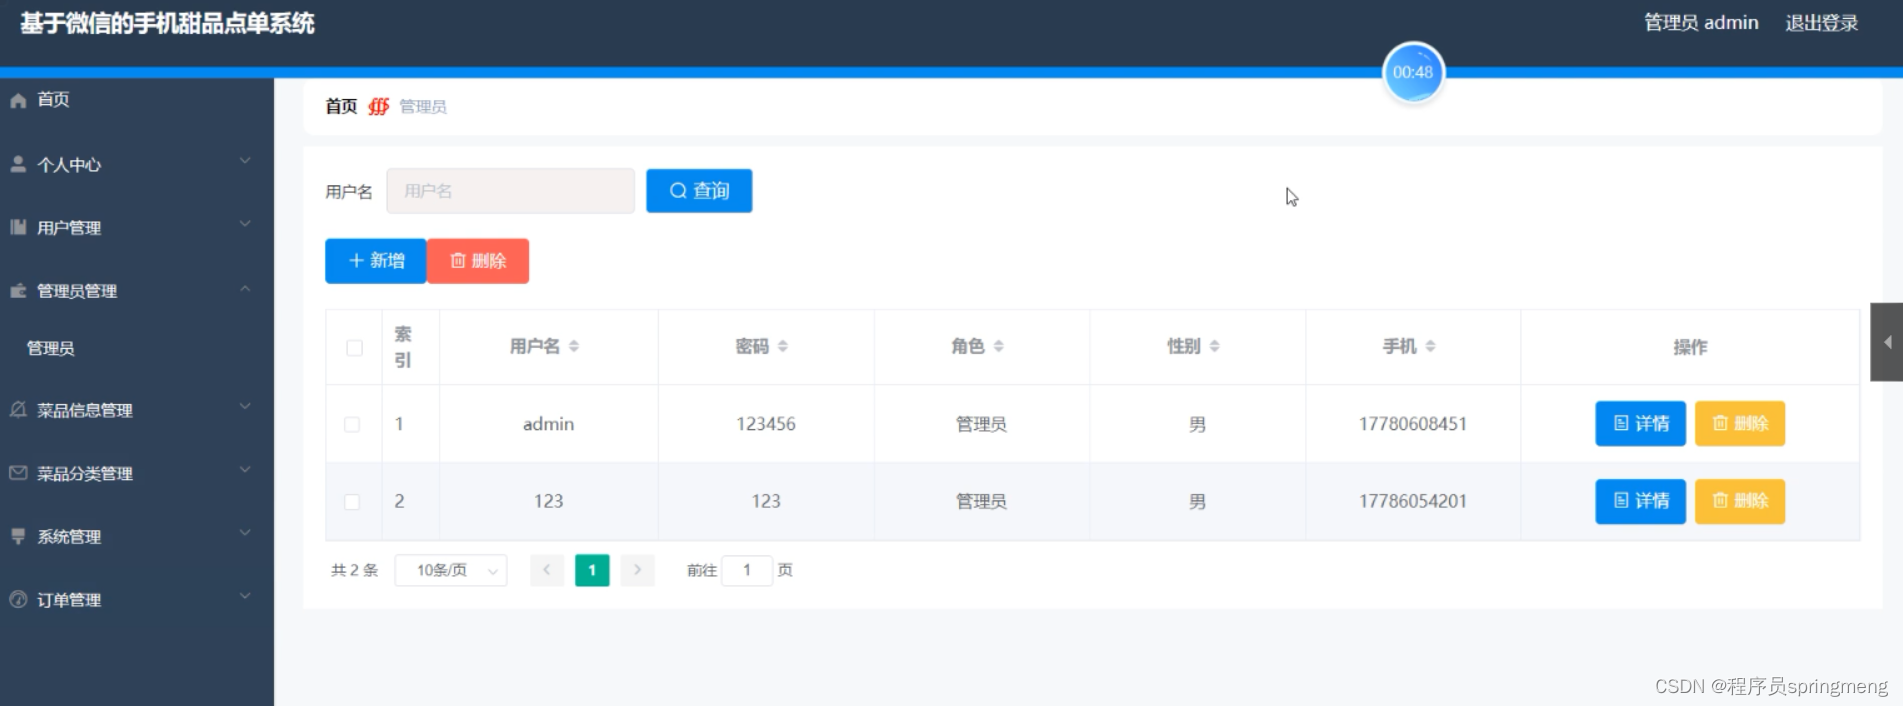 基于微信的手机甜品点单系统
管理员 admin 退出登录
00:48
首页
个人中心
用户管理
管理员管理
管理员
菜品信息管理
菜品分类管理
系统管理
订单管理
首页 管理员
用户名 用户名 查询
新增 删除
索引 用户名 密码 角色 性别 手机 操作
1 admin 123456 管理员 男 17780608451 详情 删除
2 123 123 管理员 男 17786054201 详情 删除
共 2 条 10条/页 1 前往 1 页
CSDN @程序员springmeng